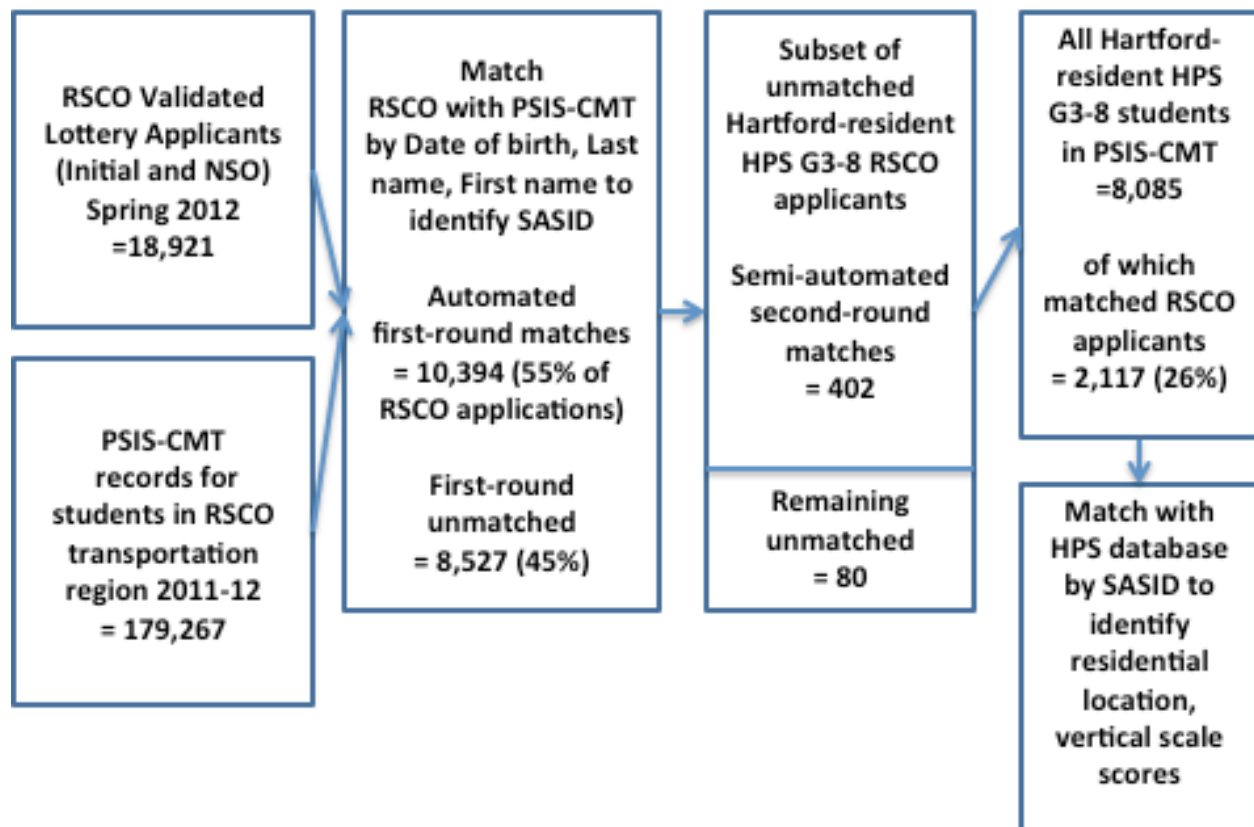 RSCO Validated
Lottery Applicants
(Initial and NSO)
Spring 2012
=18,921
PSIS-CMT
records for
students in RSCO
transportation
region 2011-12
= 179,267
Match
RSCO with PSIS-CMT
by Date of birth, Last
name, First name to
identify SASID
Automated
first-round matches
= 10,394 (55% of
RSCO applications)
First-round
unmatched
= 8,527 (45%)
Subset of
unmatched
Hartford-resident
HPS G3-8 RSCO
applicants
Semi-automated
second-round
matches
= 402
Remaining
unmatched
= 80
All Hartford-
resident HPS
G3-8 students
in PSIS-CMT
=8,085
of which
matched RSCO
applicants
= 2,117 (26%)
Match with
HPS database
by SASID to
identify
residential
location,
vertical scale
scores